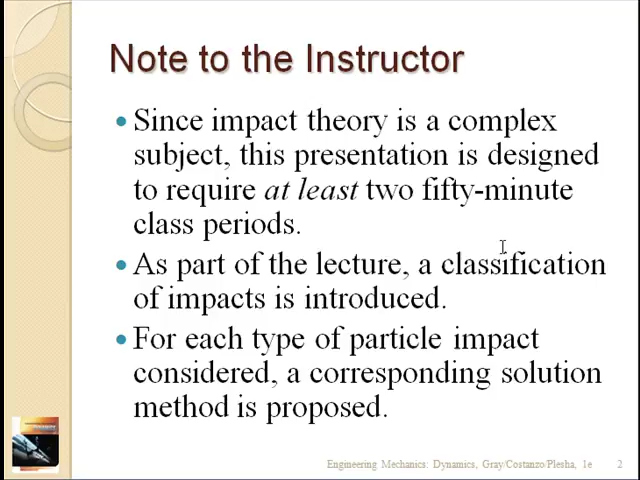 Note to the Instructor
• Since impact theory is a complex
subject, this presentation is designed
to require at least two fifty-minute
class periods.
• As part of the lecture, a classification
of impacts is introduced.
• For each type of particle impact
considered, a corresponding solution
method is proposed.
Engineering Mechanics: Dynamics, Gray/Costanzo/Plesha, 1e 2